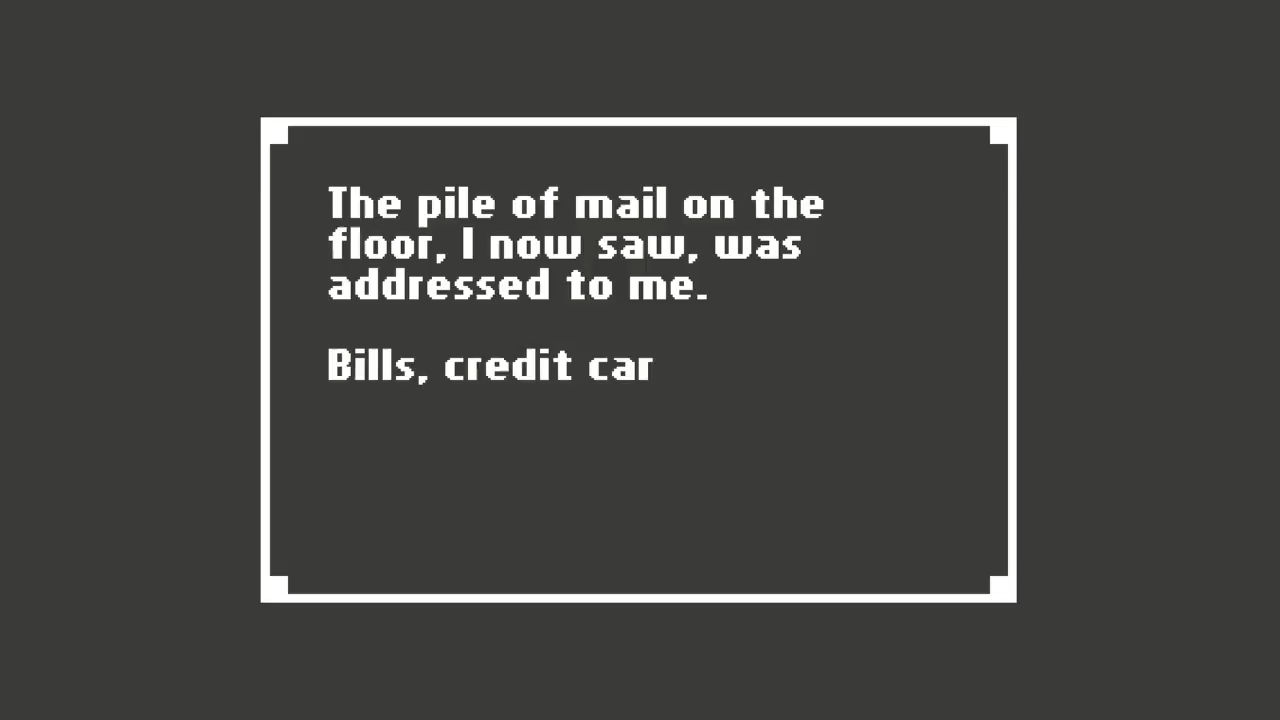 The pile of mail on the
floor, I now saw, was
addressed to me.
Bills, credit car